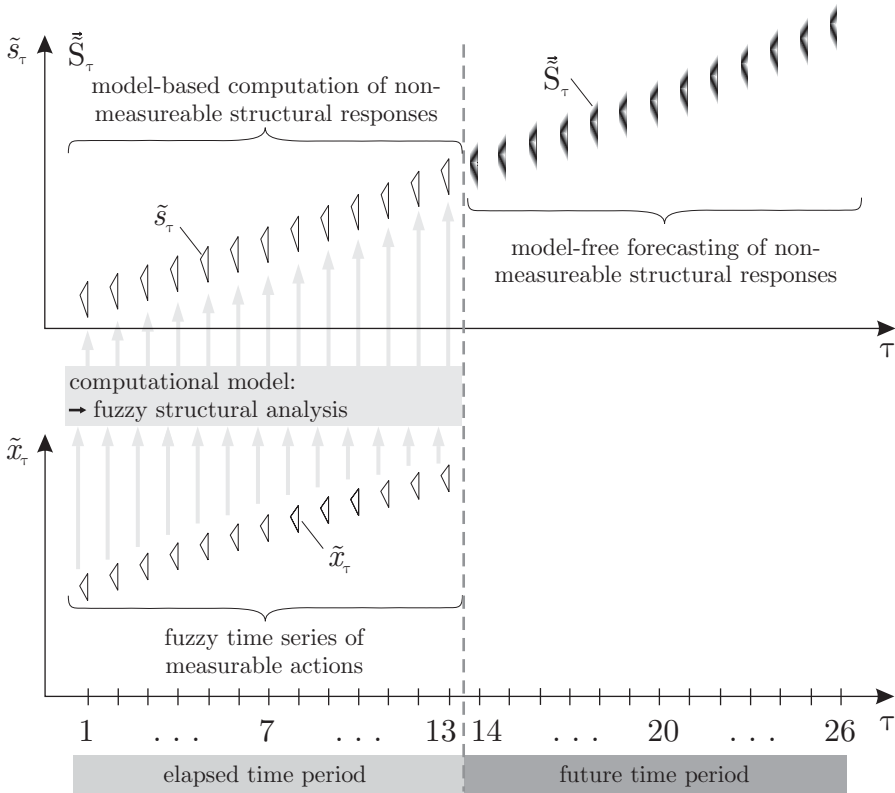 s̃τ
S̃⃗τ
model-based computation of non-
measureable structural responses
s̃τ
S̃⃗τ
model-free forecasting of non-
measureable structural responses
τ
computational model:
→ fuzzy structural analysis
x̃τ
x̃τ
fuzzy time series of
measurable actions
τ
1 ... 7 ... 13 14 ... 20 ... 26
elapsed time period future time period